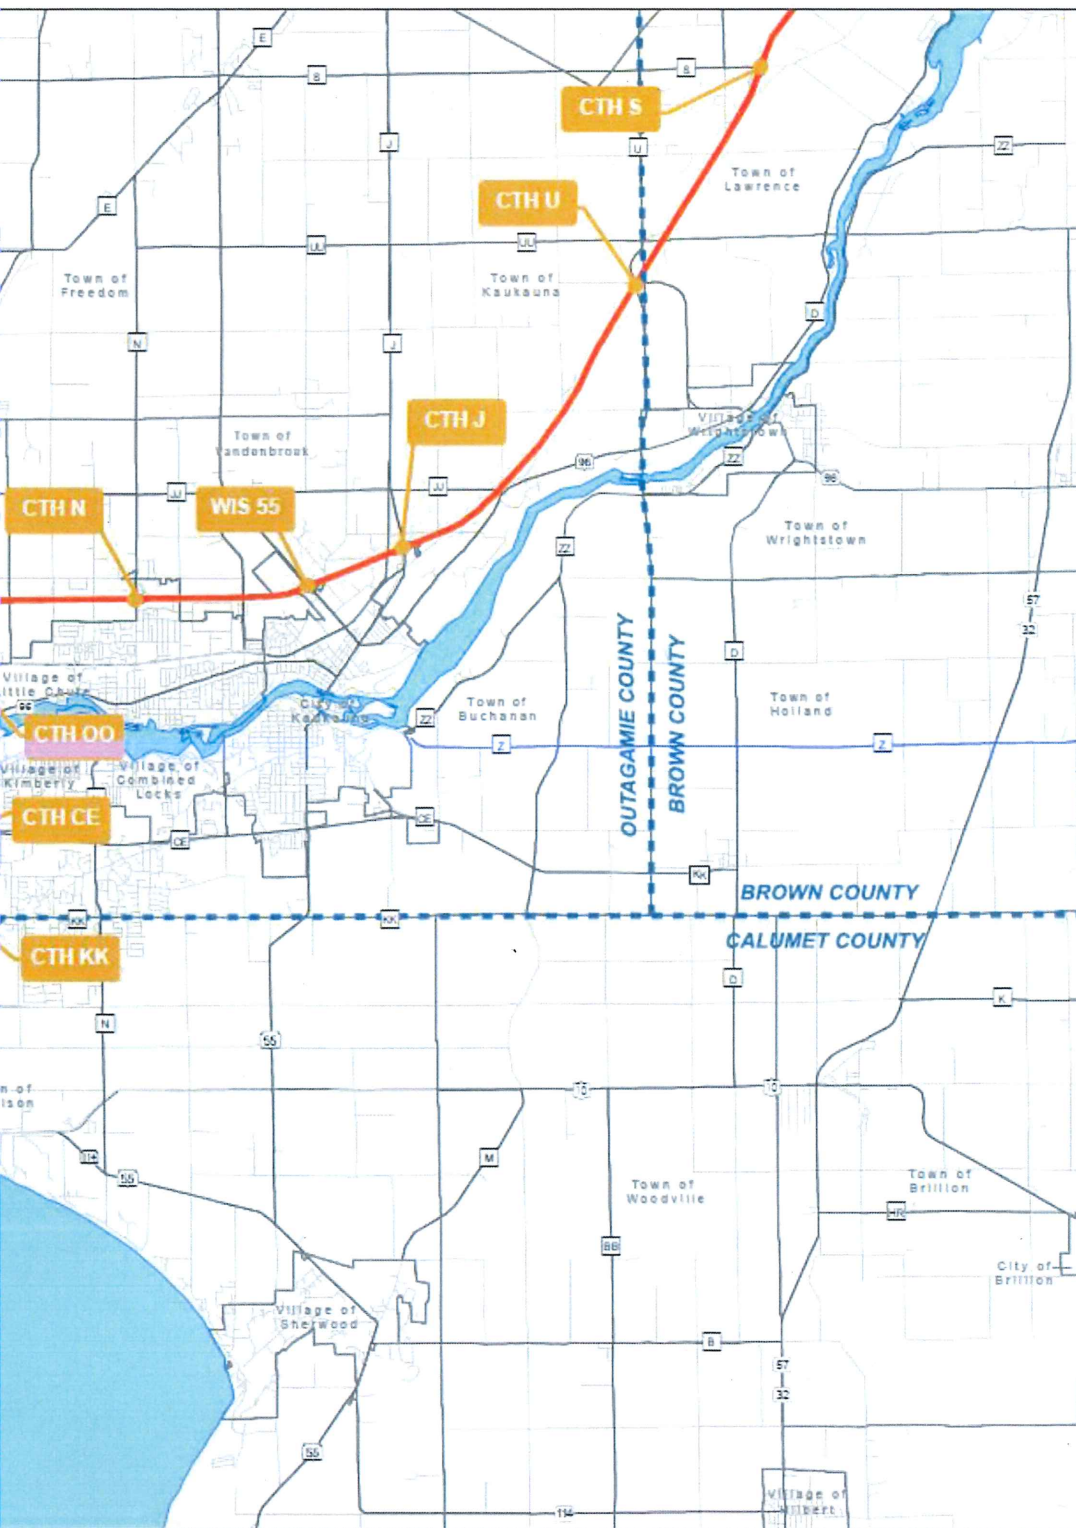 E
S
S
CTH S
J
U
ZZ
Town of
Lawrence
E
CTH U
UU
UU
Town of
Freedom
Town of
Kaukauna
D
N
J
CTH J
Village of
Wrightstown
Town of
Vandenbroek
96
ZZ
96
JJ
JJ
CTH N
WIS 55
Town of
Wrightstown
ZZ
57
32
OUTAGAMIE COUNTY
BROWN COUNTY
D
Village of
Little Chute
96
City of
Kaukauna
Town of
Buchanan
Town of
Holland
ZZ
CTH OO
Z
Z
Village of
Kimberly
Village of
Combined
Locks
CTH CE
CE
CE
KK
BROWN COUNTY
KK
KK
CALUMET COUNTY
CTH KK
D
K
N
55
10
10
114
M
55
Town of
Woodville
Town of
Brillion
HR
BB
City of
Brillion
Village of
Sherwood
B
57
32
55
114
Village of
Hilbert